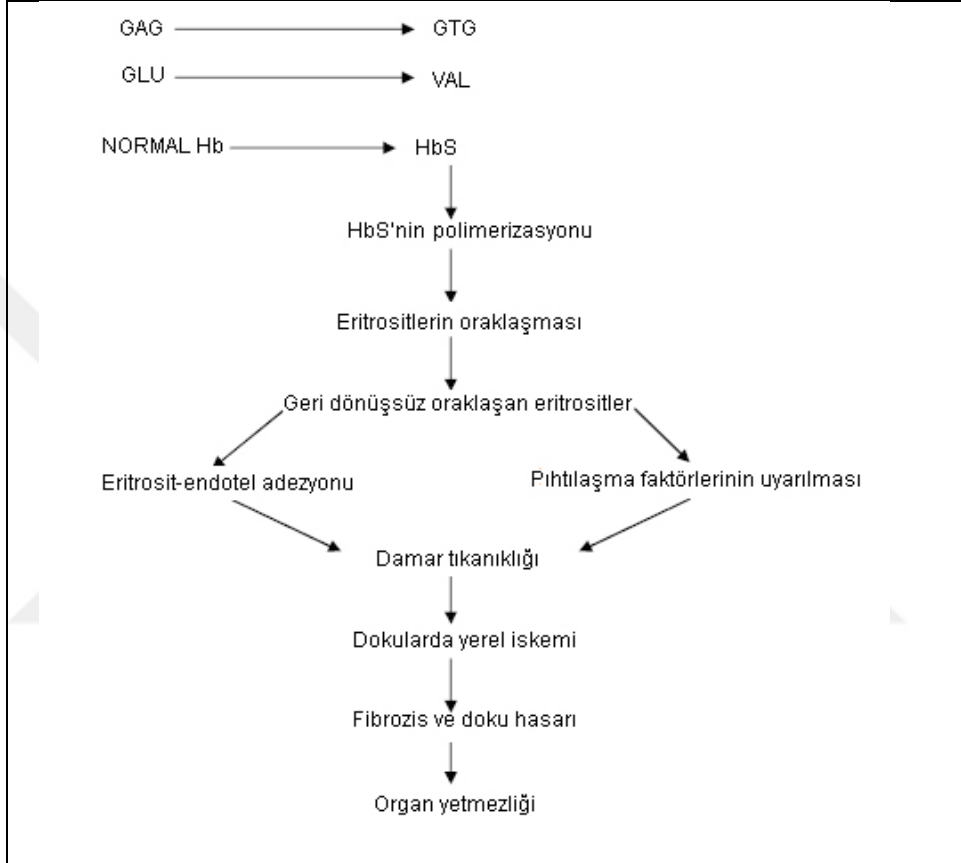 GAG GTG
GLU VAL
NORMAL Hb HbS
HbS'nin polimerizasyonu
Eritrositlerin oraklaşması
Geri dönüşsüz oraklaşan eritrositler
Eritrosit-endotel adezyonu Pıhtılaşma faktörlerinin uyarılması
Damar tıkanıklığı
Dokularda yerel iskemi
Fibrozis ve doku hasarı
Organ yetmezliği